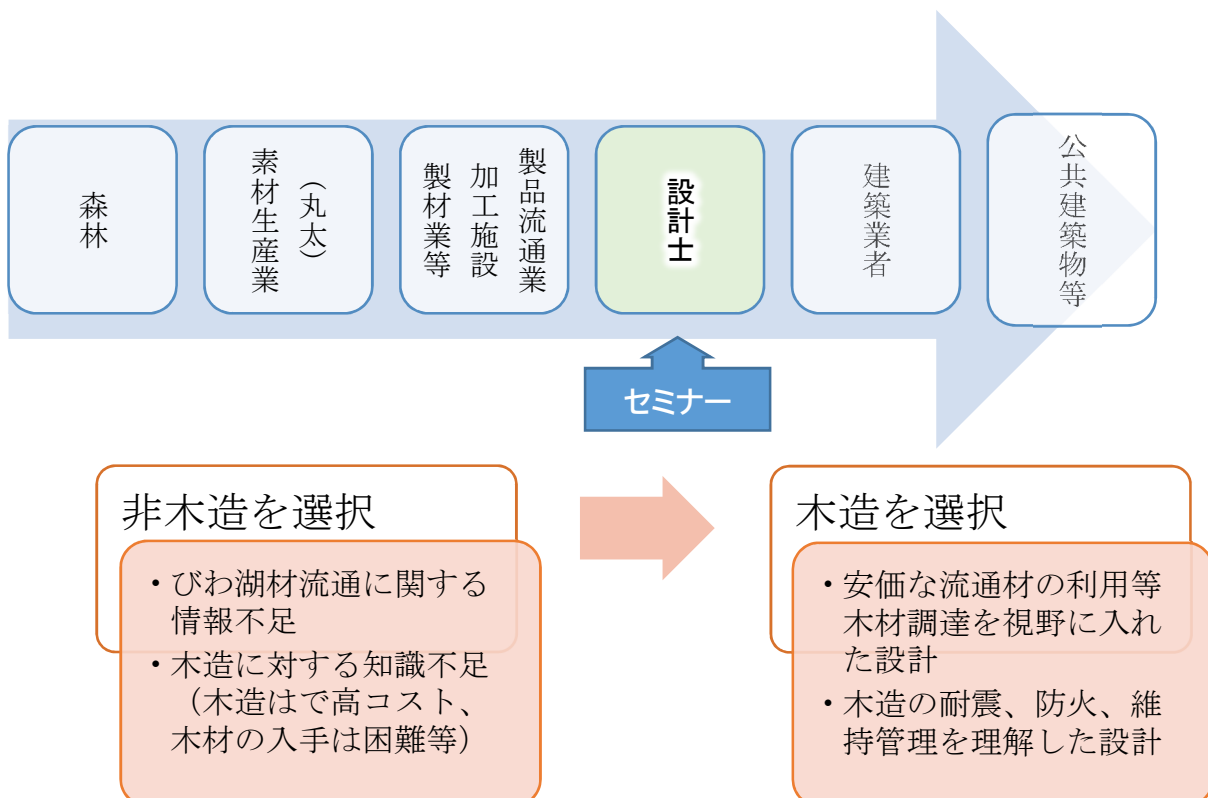 森林
素材生産業
（丸太）
製材業等
加工施設
製品流通業
設計士
建築業者
公共建築物等
セミナー
非木造を選択
・びわ湖材流通に関する
情報不足
・木造に対する知識不足
（木造はで高コスト、
木材の入手は困難等）
木造を選択
・安価な流通材の利用等
木材調達を視野に入れ
た設計
・木造の耐震、防火、維
持管理を理解した設計